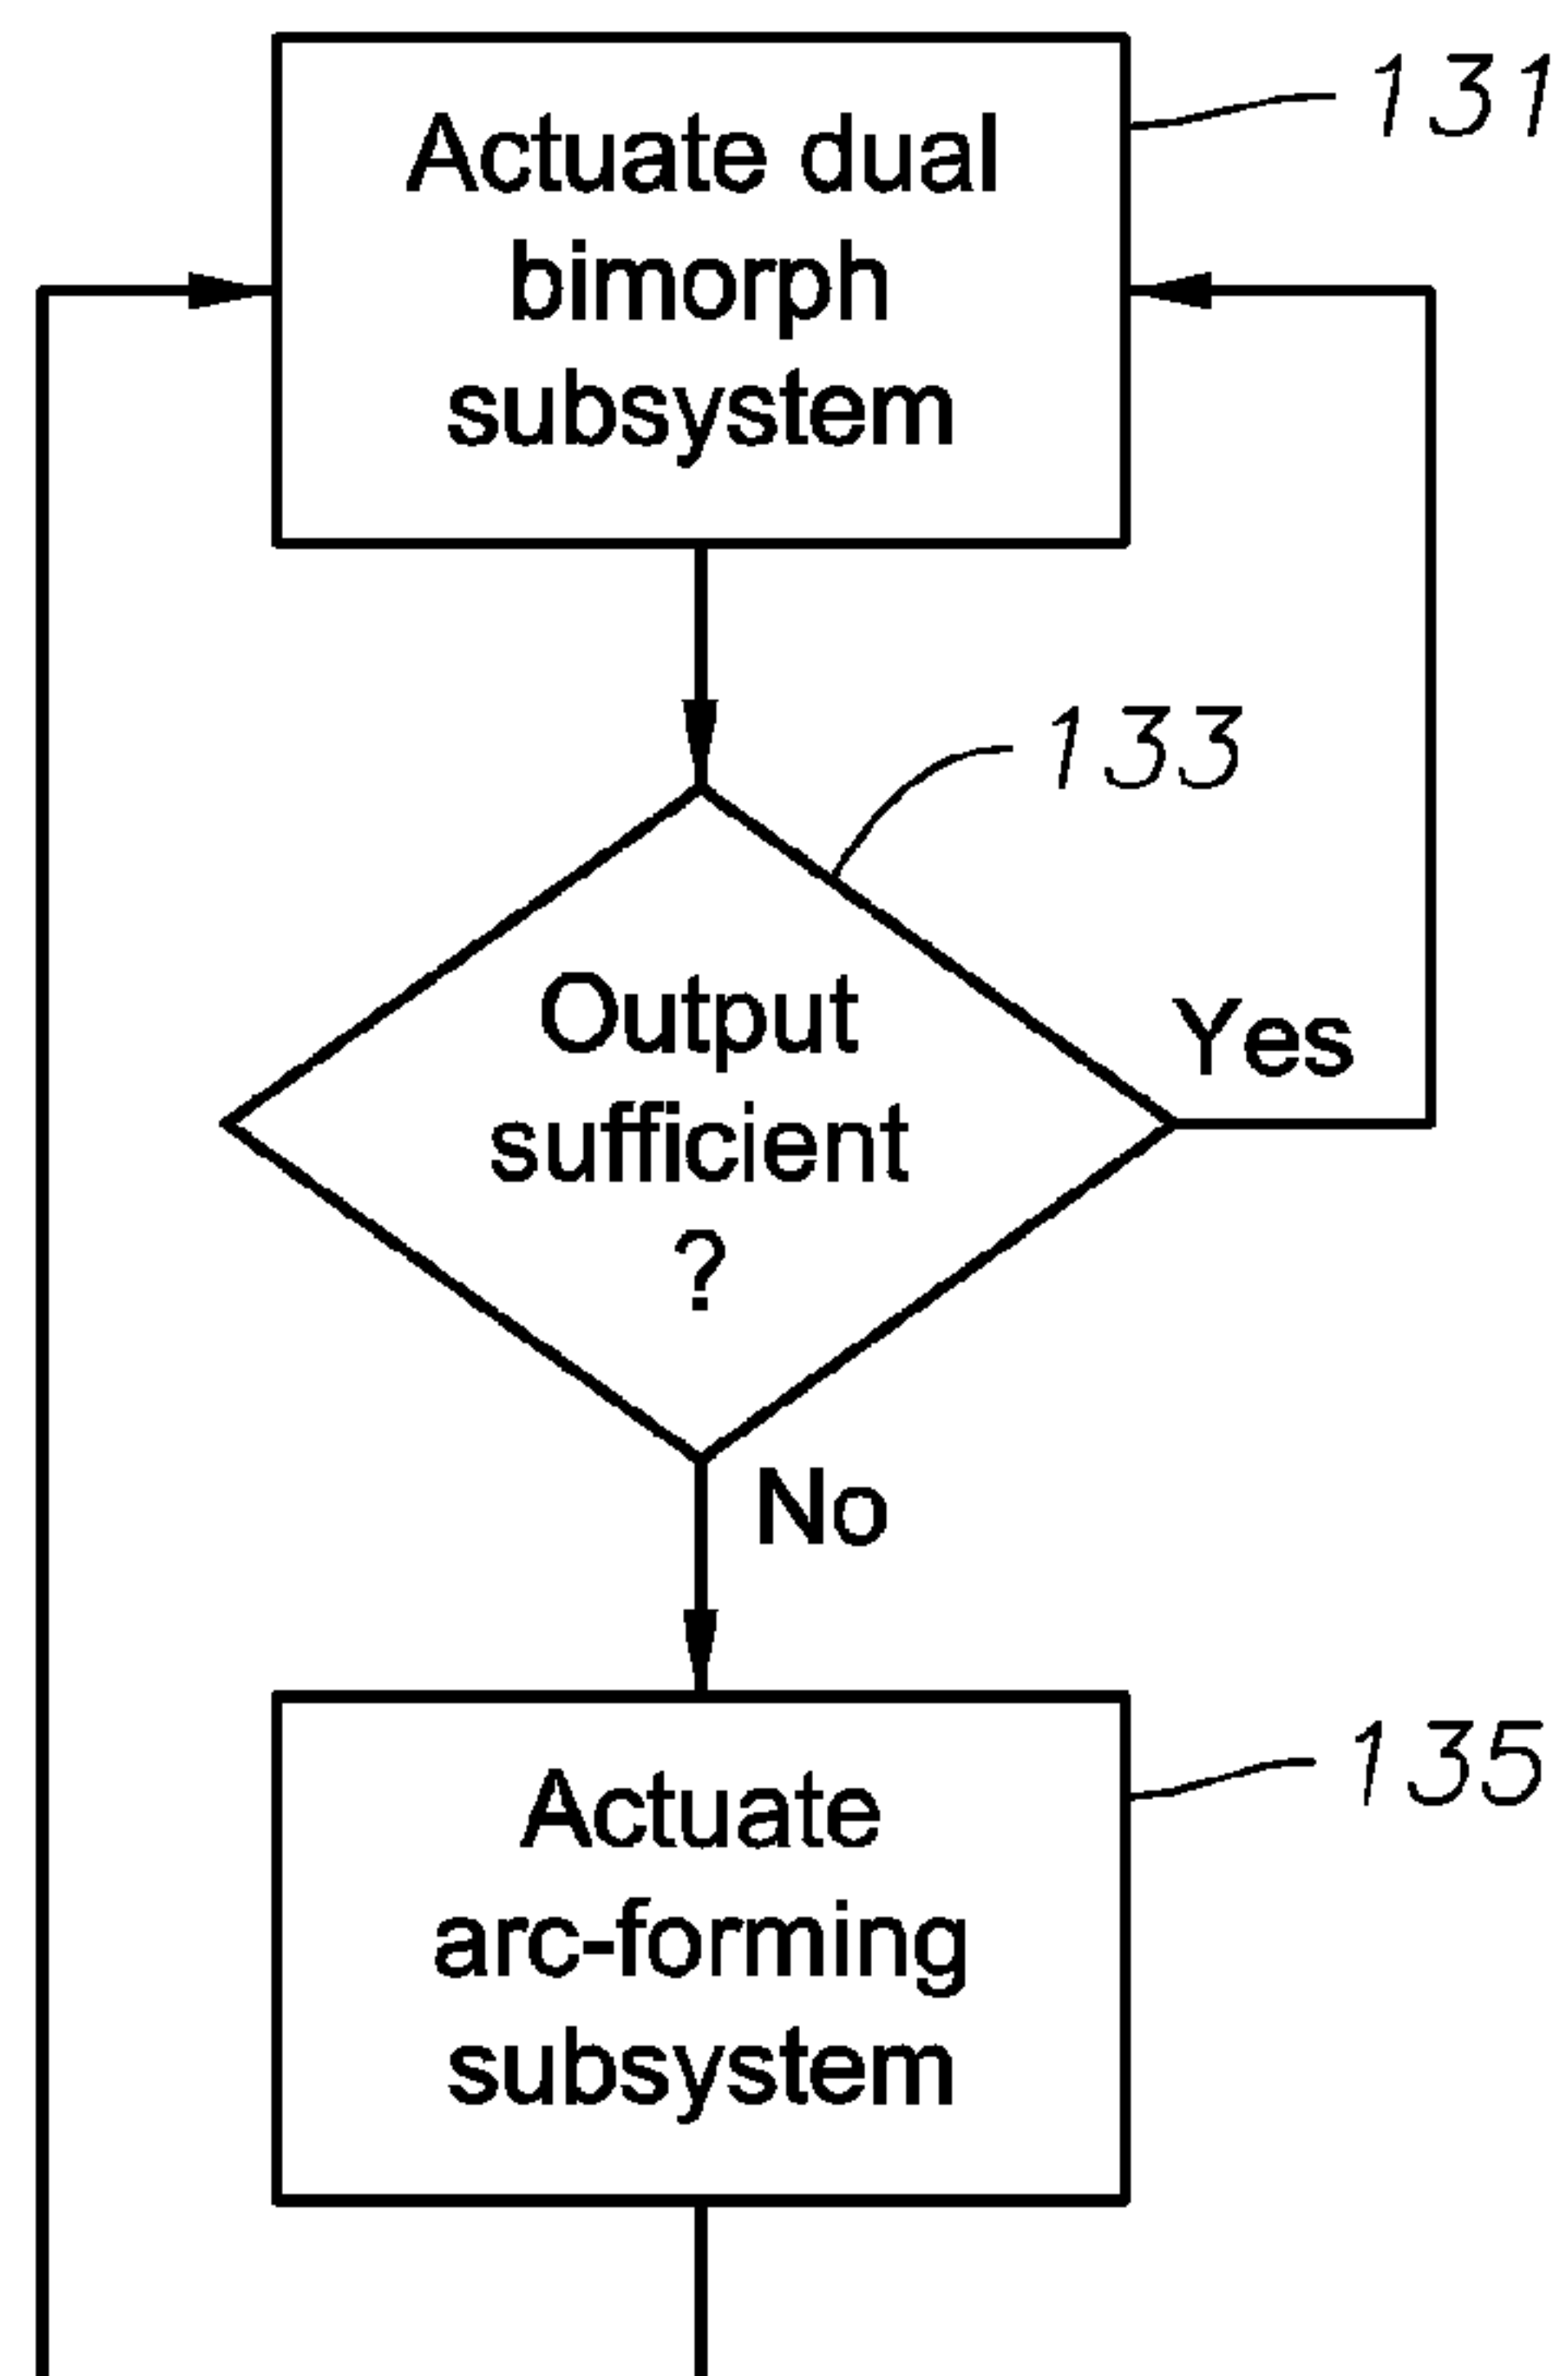 131
Actuate dual
bimorph
subsystem
133
Output
sufficient
?
Yes
No
135
Actuate
arc-forming
subsystem